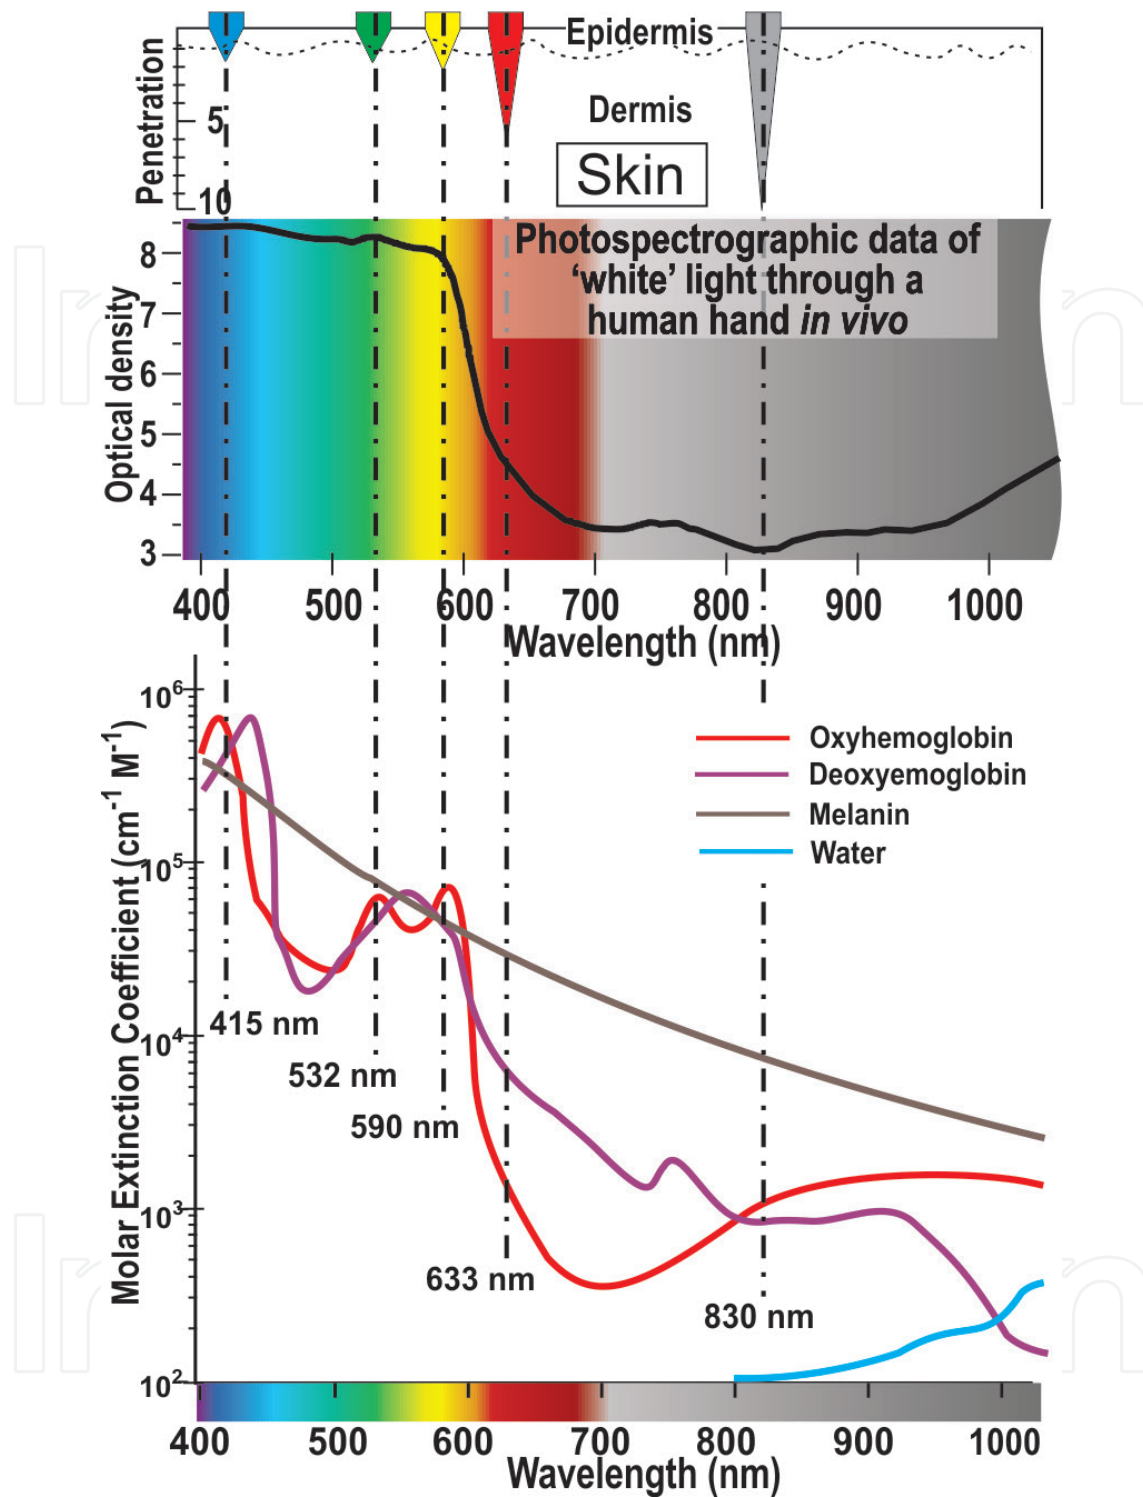 Epidermis
Penetration
5
Dermis
Skin
10
Photospectrographic data of
‘white’ light through a
human hand in vivo
Optical density
8
7
6
5
4
3
400 500 600 700 800 900 1000
Wavelength (nm)
Molar Extinction Coefficient (cm⁻¹ M⁻¹)
10⁶
10⁵
10⁴
10³
10²
Oxyhemoglobin
Deoxyemoglobin
Melanin
Water
415 nm
532 nm
590 nm
633 nm
830 nm
400 500 600 700 800 900 1000
Wavelength (nm)